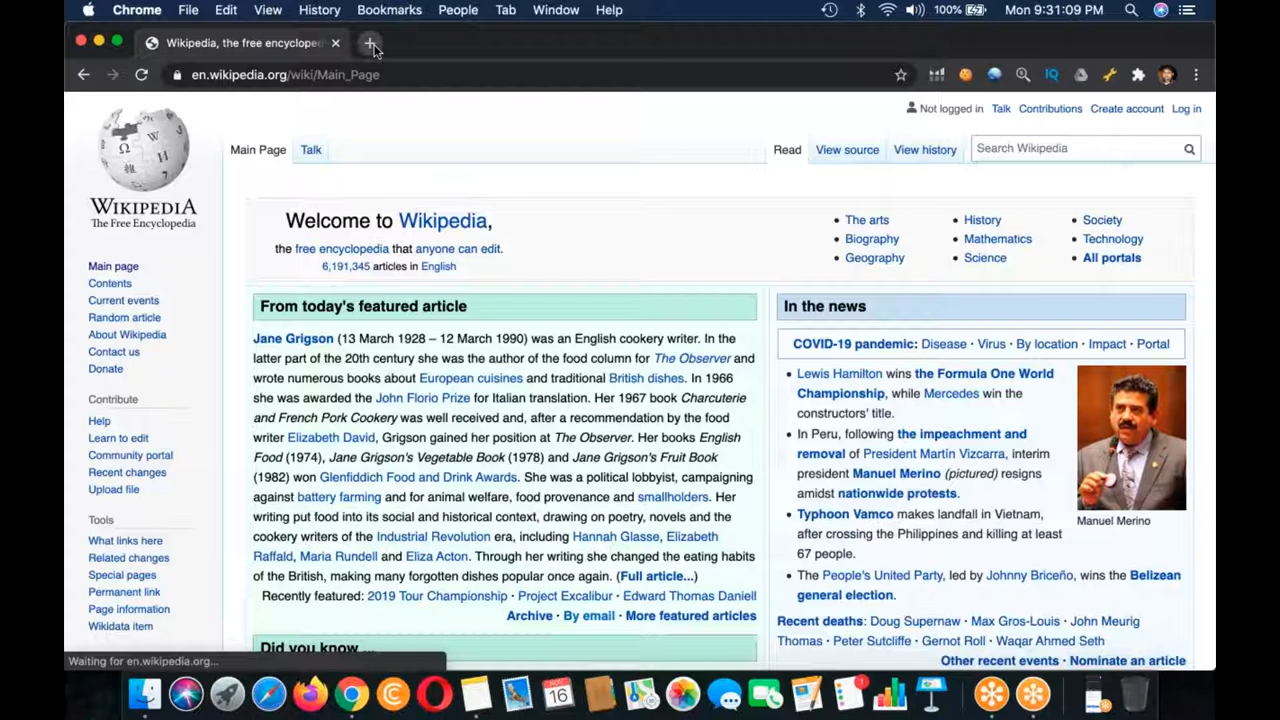 Chrome File Edit View History Bookmarks People Tab Window Help 100% Mon 9:31:09 PM
Wikipedia, the free encyclope
en.wikipedia.org/wiki/Main_Page
Not logged in Talk Contributions Create account Log in
Main Page Talk Read View source View history Search Wikipedia
WIKIPEDIA
The Free Encyclopedia
Main page
Contents
Current events
Random article
About Wikipedia
Contact us
Donate
Contribute
Help
Learn to edit
Community portal
Recent changes
Upload file
Tools
What links here
Related changes
Special pages
Permanent link
Page information
Wikidata item
Welcome to Wikipedia,
the free encyclopedia that anyone can edit.
6,191,345 articles in English
The arts
Biography
Geography
History
Mathematics
Science
Society
Technology
All portals
From today's featured article
Jane Grigson (13 March 1928 – 12 March 1990) was an English cookery writer. In the
latter part of the 20th century she was the author of the food column for The Observer and
wrote numerous books about European cuisines and traditional British dishes. In 1966
she was awarded the John Florio Prize for Italian translation. Her 1967 book Charcuterie
and French Pork Cookery was well received and, after a recommendation by the food
writer Elizabeth David, Grigson gained her position at The Observer. Her books English
Food (1974), Jane Grigson's Vegetable Book (1978) and Jane Grigson's Fruit Book
(1982) won Glenfiddich Food and Drink Awards. She was a political lobbyist, campaigning
against battery farming and for animal welfare, food provenance and smallholders. Her
writing put food into its social and historical context, drawing on poetry, novels and the
cookery writers of the Industrial Revolution era, including Hannah Glasse, Elizabeth
Raffald, Maria Rundell and Eliza Acton. Through her writing she changed the eating habits
of the British, making many forgotten dishes popular once again. (Full article...)
Recently featured: 2019 Tour Championship · Project Excalibur · Edward Thomas Daniell
Archive · By email · More featured articles
Did you know ...
In the news
COVID-19 pandemic: Disease · Virus · By location · Impact · Portal
Lewis Hamilton wins the Formula One World
Championship, while Mercedes win the
constructors' title.
In Peru, following the impeachment and
removal of President Martín Vizcarra, interim
president Manuel Merino (pictured) resigns
amidst nationwide protests.
Typhoon Vamco makes landfall in Vietnam,
after crossing the Philippines and killing at least
67 people.
Manuel Merino
The People's United Party, led by Johnny Briceño, wins the Belizean
general election.
Recent deaths: Doug Supernaw · Max Gros-Louis · John Meurig
Thomas · Peter Sutcliffe · Gernot Roll · Waqar Ahmed Seth
Other recent events · Nominate an article
Waiting for en.wikipedia.org...
NOV
16
1